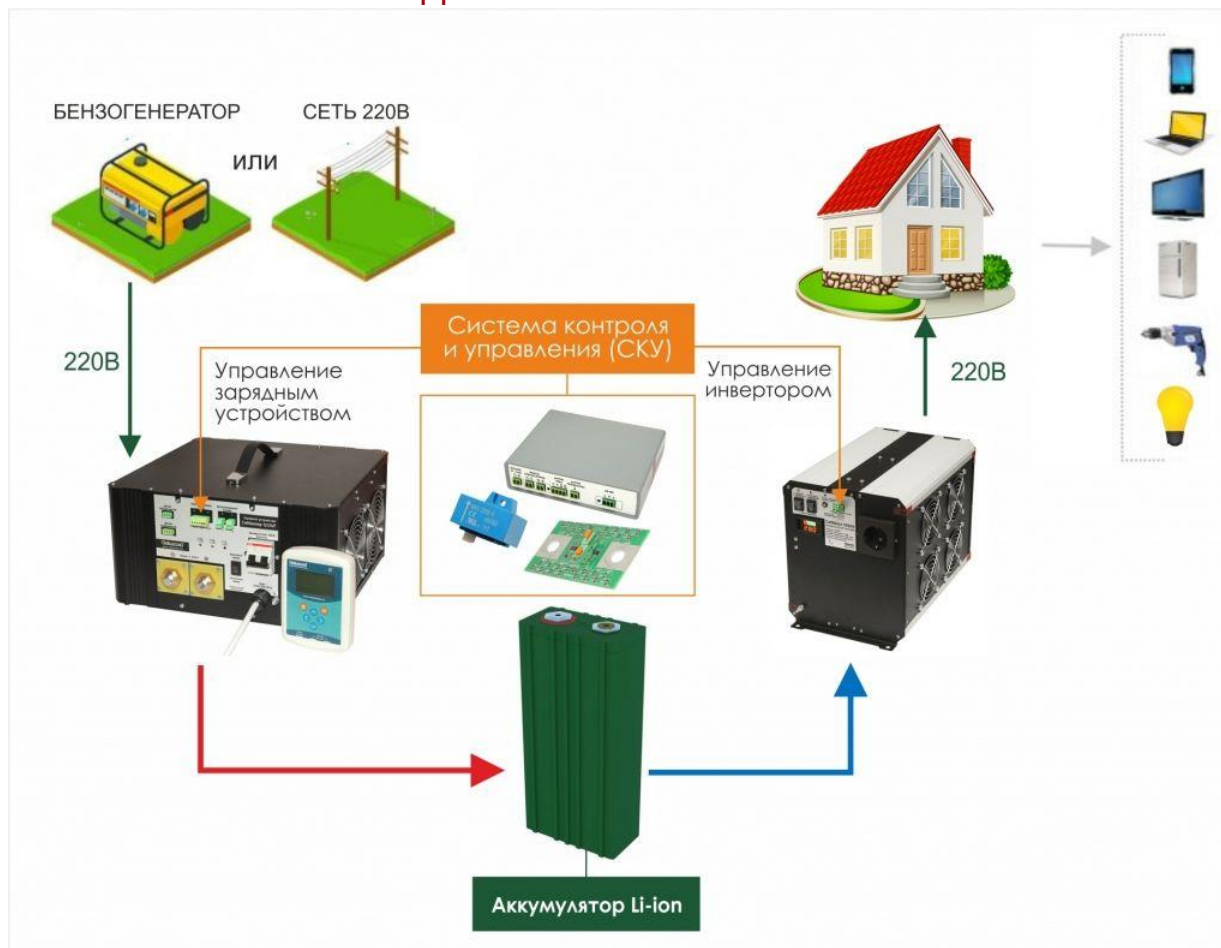 БЕНЗОГЕНЕРАТОР
СЕТЬ 220В
ИЛИ
Система контроля
и управления (СКУ)
220В
Управление
зарядным
устройством
Управление
инвертором
220В
Аккумулятор Li-ion